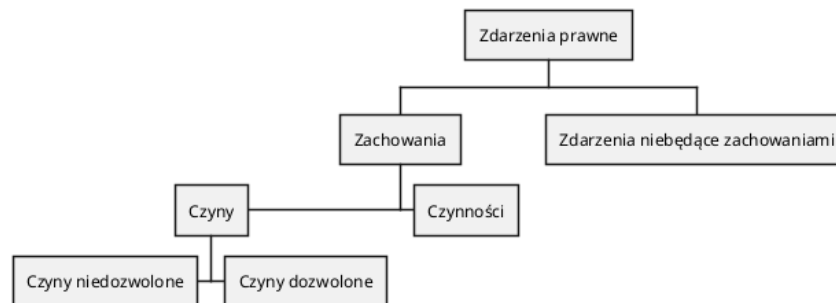 Zdarzenia prawne
Zachowania
Zdarzenia niebędące zachowaniami
Czyny
Czynności
Czyny niedozwolone
Czyny dozwolone